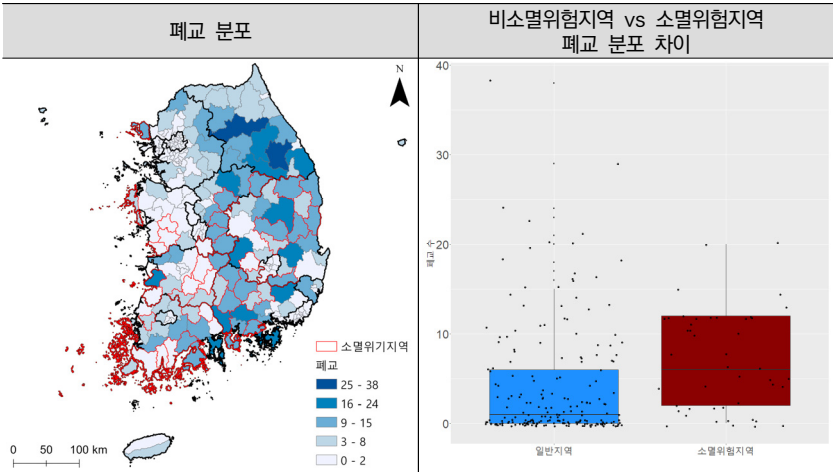 폐교 분포
비소멸위험지역 vs 소멸위험지역
폐교 분포 차이
N
소멸위기지역
폐교
25 - 38
16 - 24
9 - 15
3 - 8
0 - 2
0 50 100 km
40
30
20
10
0
폐교 수
일반지역
소멸위험지역